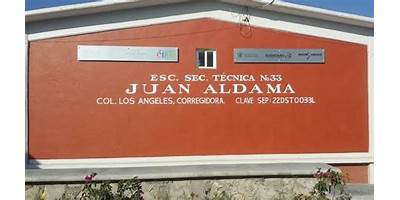 ESC. SEC. TÉCNICA No.33
JUAN ALDAMA
COL. LOS ANGELES, CORREGIDORA. CLAVE SEP: 22DST0033L